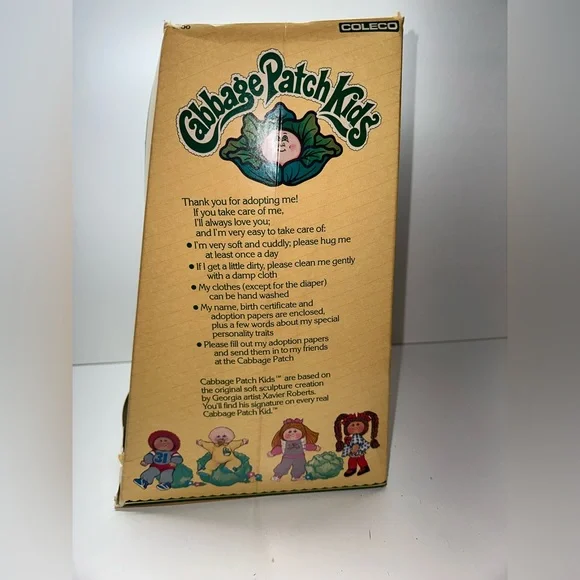 COLECO
Cabbage Patch Kids
Thank you for adopting me!
If you take care of me,
I'll always love you;
and I'm very easy to take care of:
• I'm very soft and cuddly; please hug me
at least once a day
• If I get a little dirty, please clean me gently
with a damp cloth
• My clothes (except for the diaper)
can be hand washed
• My name, birth certificate and
adoption papers are enclosed,
plus a few words about my special
personality traits
• Please fill out my adoption papers
and send them in to my friends
at the Cabbage Patch
Cabbage Patch Kids™ are based on
the original soft sculpture creation
by Georgia artist Xavier Roberts.
You'll find his signature on every real
Cabbage Patch Kid.™